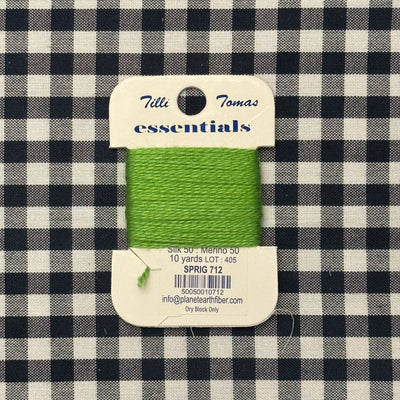 Tilli Tomas
essentials
Silk 50 : Merino 50
10 yards LOT : 405
SPRIG 712
50050010712
info@planetearthfiber.com
Dry Block Only